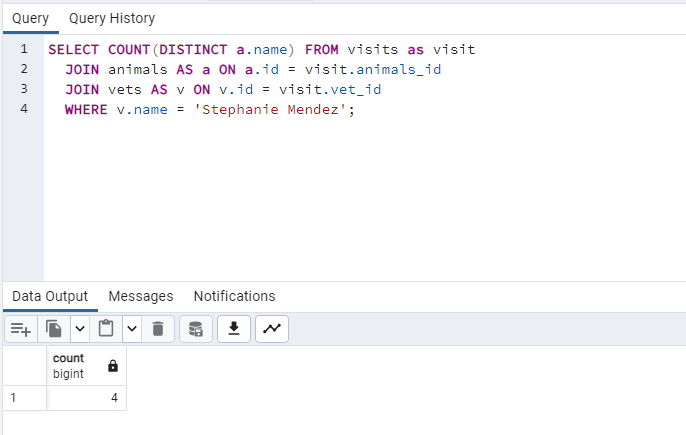 Query Query History
1 SELECT COUNT(DISTINCT a.name) FROM visits as visit
2 JOIN animals AS a ON a.id = visit.animals_id
3 JOIN vets AS v ON v.id = visit.vet_id
4 WHERE v.name = 'Stephanie Mendez';
Data Output Messages Notifications
count
bigint
1 4